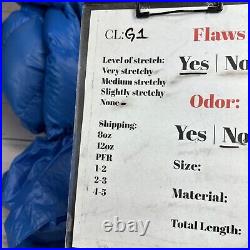 CL:G1
Flaws
Level of stretch:
Very stretchy
Medium stretchy
Slightly stretchy
None
Yes | No
Odor:
Yes | No
Shipping:
8oz
12oz
PFR
1-2
2-3
4-5
Size:
Material:
Total Length: